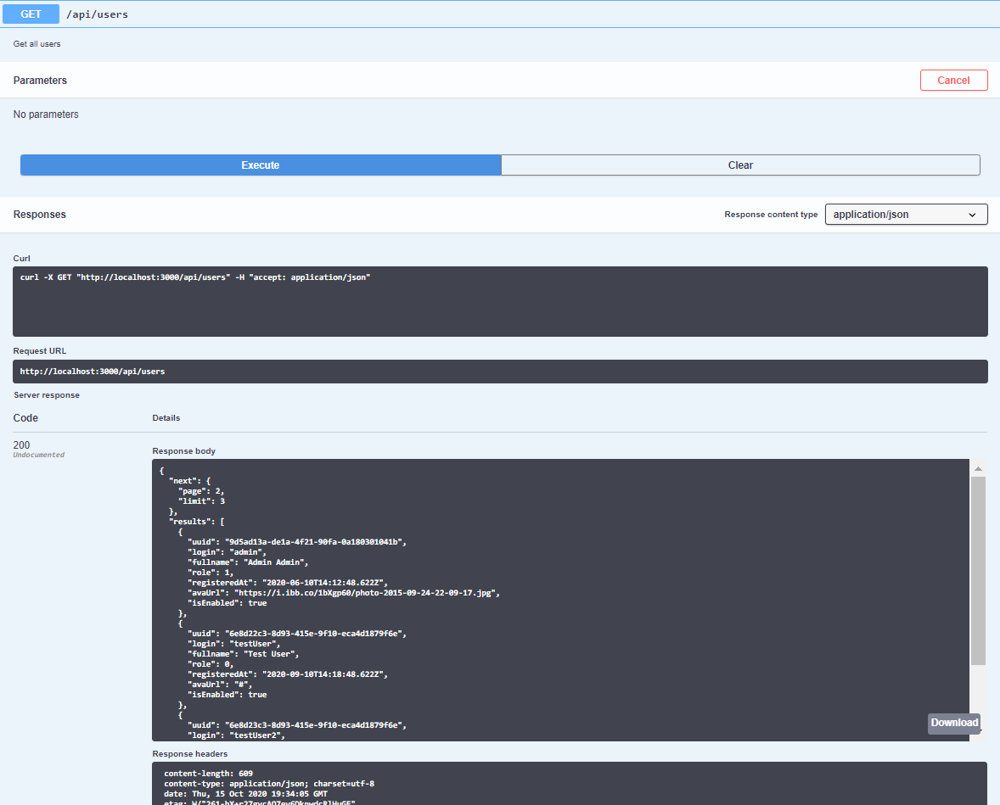 GET /api/users
Get all users
Parameters Cancel
No parameters
Execute Clear
Responses Response content type application/json
Curl
curl -X GET "http://localhost:3000/api/users" -H "accept: application/json"
Request URL
http://localhost:3000/api/users
Server response
Code Details
200
Undocumented
Response body
{
"next": {
"page": 2,
"limit": 3
},
"results": [
{
"uuid": "9d5ad13a-de1a-4f21-90fa-0a180301041b",
"login": "admin",
"fullname": "Admin Admin",
"role": 1,
"registeredAt": "2020-06-10T14:12:48.622Z",
"avaUrl": "https://i.ibb.co/1bXgp60/photo-2015-09-24-22-09-17.jpg",
"isEnabled": true
},
{
"uuid": "6e8d22c3-8d93-415e-9f10-eca4d1879f6e",
"login": "testUser",
"fullname": "Test User",
"role": 0,
"registeredAt": "2020-09-10T14:18:48.622Z",
"avaUrl": "#",
"isEnabled": true
},
{
"uuid": "6e8d23c3-8d93-415e-9f10-eca4d1879f6e",
"login": "testUser2",
Download
Response headers
content-length: 609
content-type: application/json; charset=utf-8
date: Thu, 15 Oct 2020 19:34:05 GMT
etag: